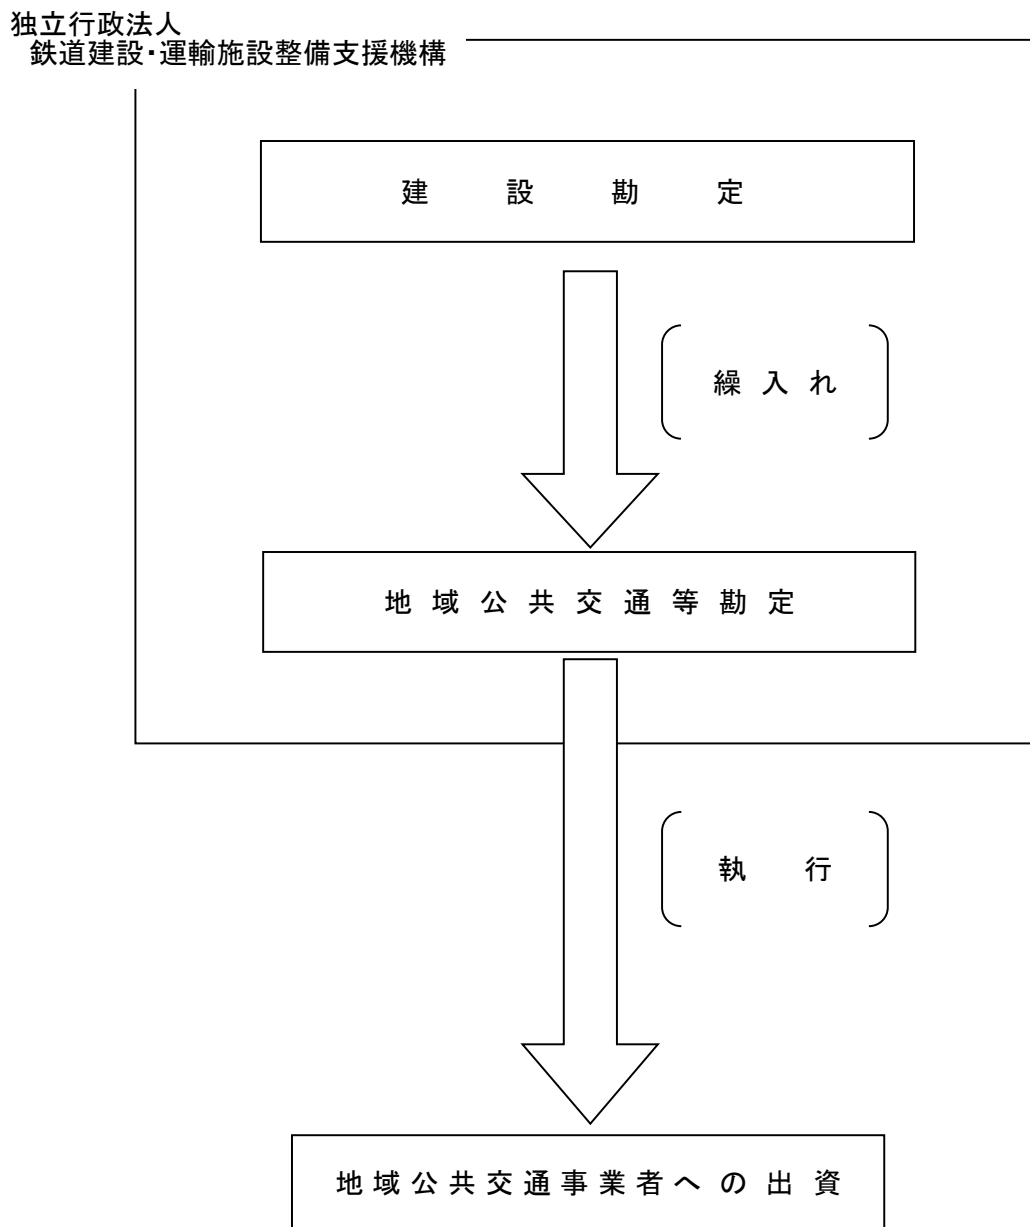 独立行政法人
鉄道建設・運輸施設整備支援機構
建設勘定
繰入れ
地域公共交通等勘定
執行
地域公共交通事業者への出資